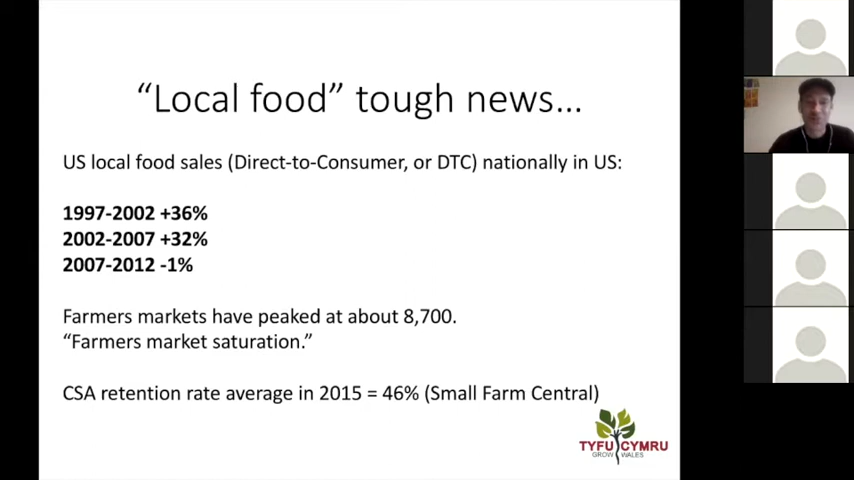 “Local food” tough news...
US local food sales (Direct-to-Consumer, or DTC) nationally in US:
1997-2002 +36%
2002-2007 +32%
2007-2012 -1%
Farmers markets have peaked at about 8,700.
“Farmers market saturation.”
CSA retention rate average in 2015 = 46% (Small Farm Central)
TYFU CYMRU
GROW WALES